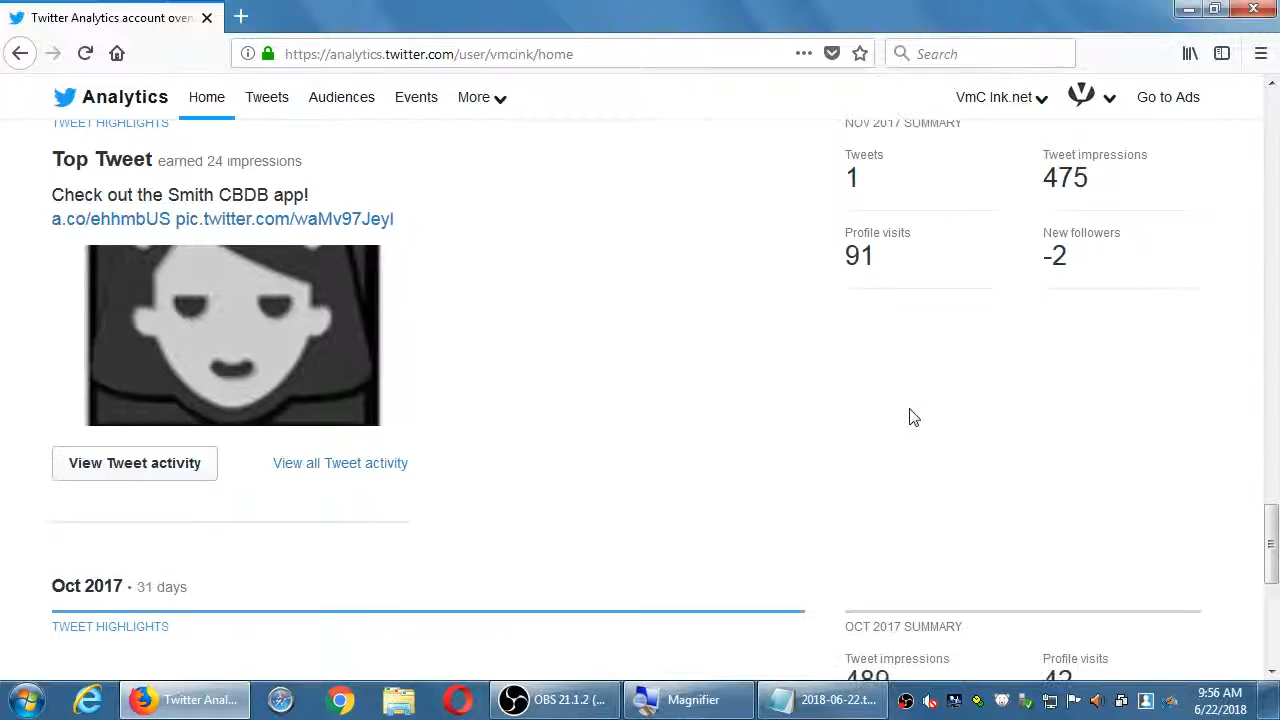 Twitter Analytics account over
https://analytics.twitter.com/user/vmcink/home
Search
Analytics
Home
Tweets
Audiences
Events
More
VmC Ink.net
Go to Ads
TWEET HIGHLIGHTS
Top Tweet earned 24 impressions
Check out the Smith CBDB app!
a.co/ehhmbUS pic.twitter.com/waMv97JeyI
View Tweet activity
View all Tweet activity
NOV 2017 SUMMARY
Tweets
Tweet impressions
1
475
Profile visits
New followers
91
-2
Oct 2017 • 31 days
TWEET HIGHLIGHTS
OCT 2017 SUMMARY
Tweet impressions
Profile visits
489
42
Twitter Anal...
OBS 21.1.2 (...
Magnifier
2018-06-22.t...
9:56 AM
6/22/2018